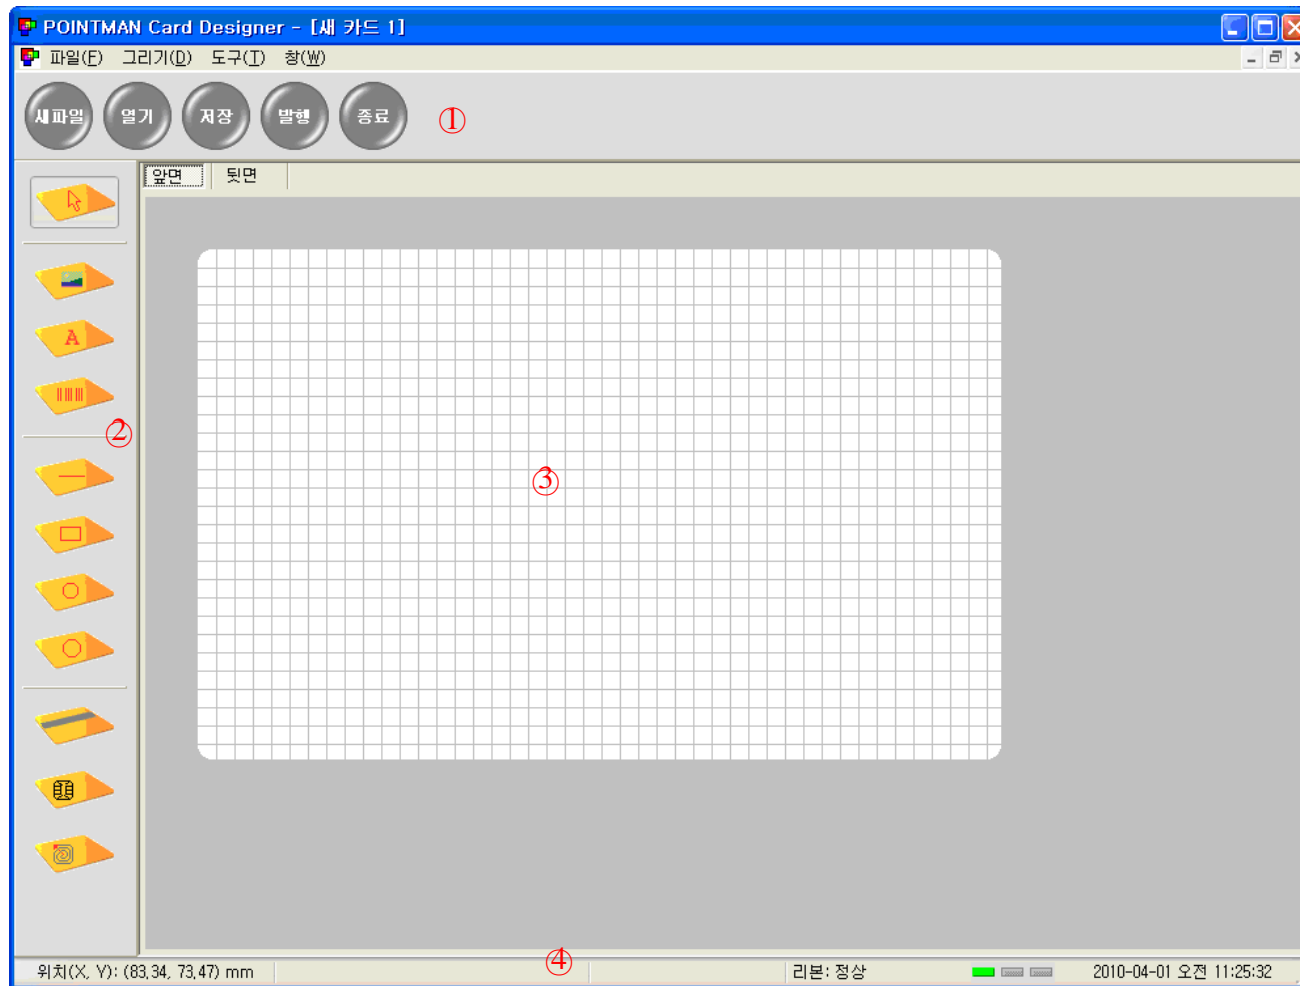 POINTMAN Card Designer - [새 카드 1]
파일(F) 그리기(D) 도구(T) 창(W)
새파일 열기 저장 발행 종료 ①
앞면 뒷면
A
②
③
④
위치(X, Y): (83,34, 73,47) mm 리본: 정상 2010-04-01 오전 11:25:32